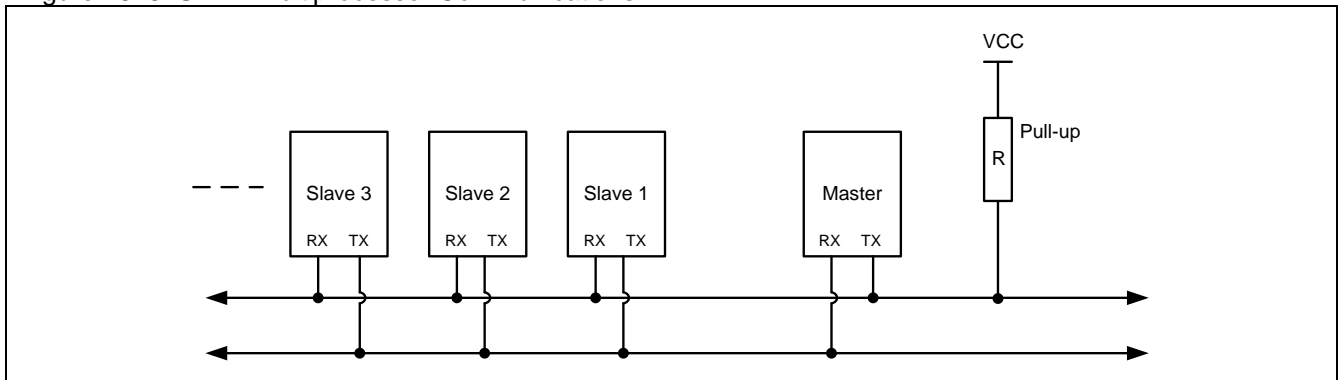 VCC
Pull-up
R
Slave 3
Slave 2
Slave 1
Master
RX TX
RX TX
RX TX
RX TX